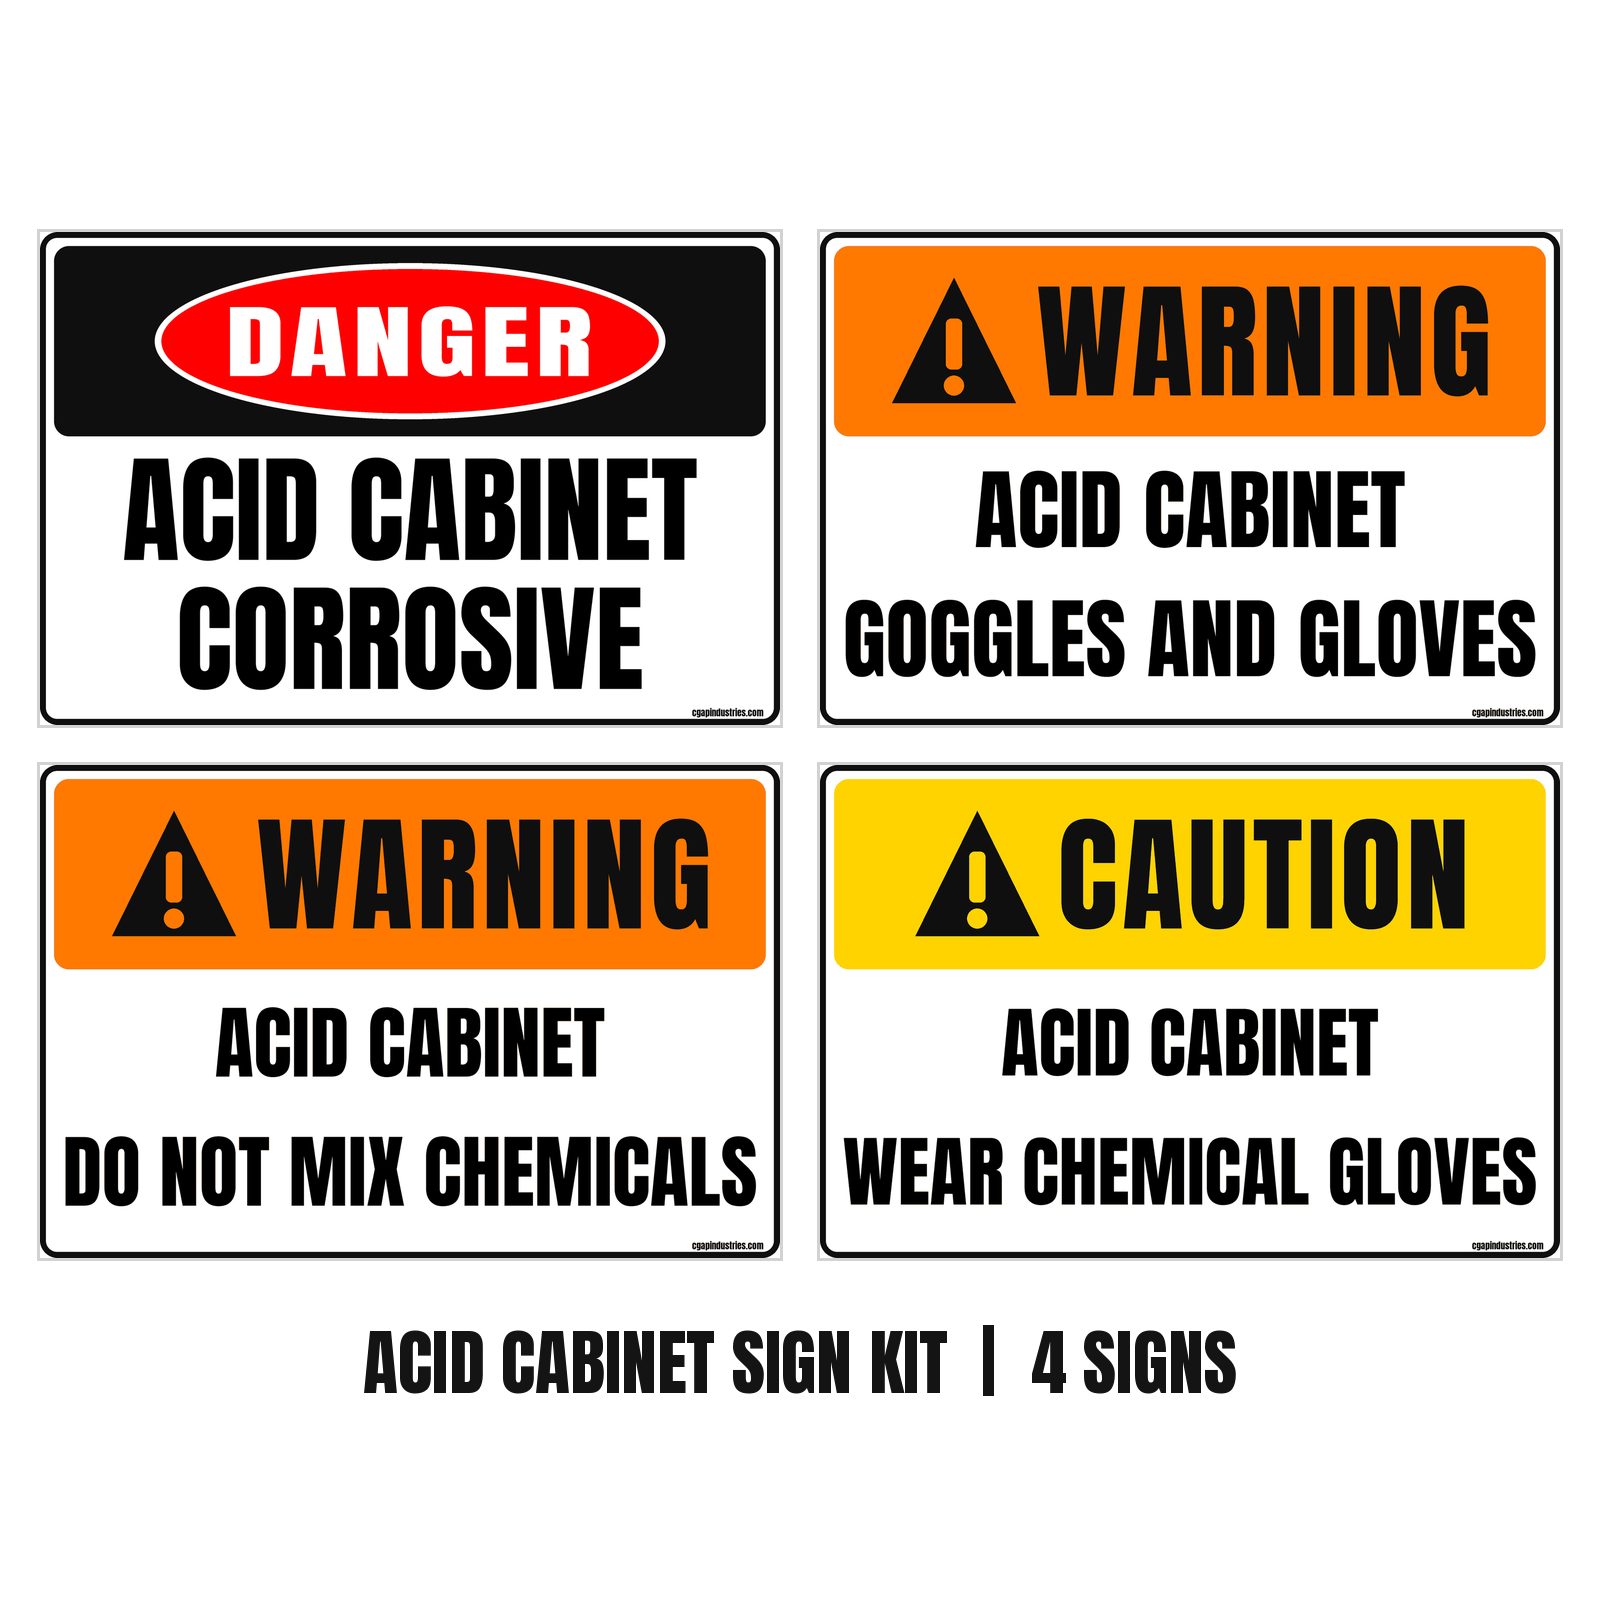 DANGER
ACID CABINET
CORROSIVE
cgapindustries.com
WARNING
ACID CABINET
GOGGLES AND GLOVES
cgapindustries.com
WARNING
ACID CABINET
DO NOT MIX CHEMICALS
cgapindustries.com
CAUTION
ACID CABINET
WEAR CHEMICAL GLOVES
cgapindustries.com
ACID CABINET SIGN KIT | 4 SIGNS